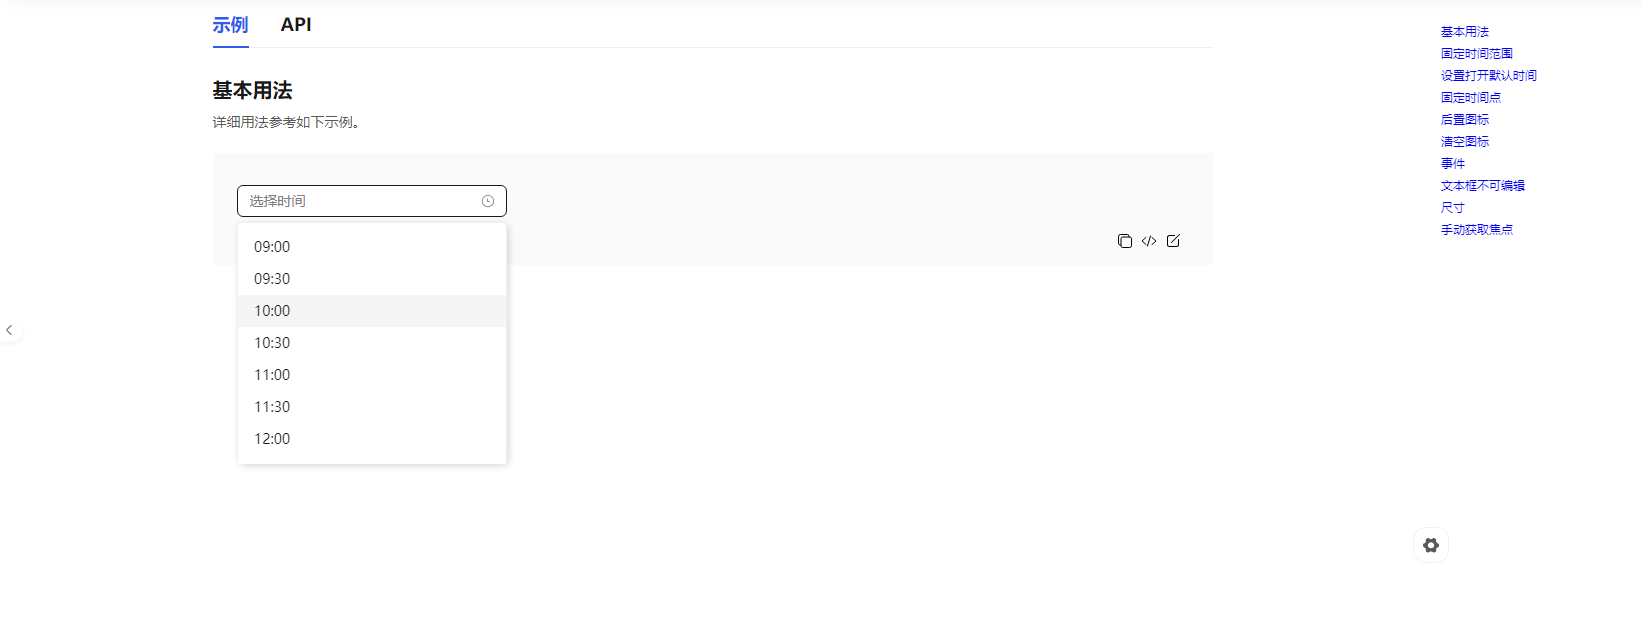 示例 API
基本用法
详细用法参考如下示例。
选择时间
09:00
09:30
10:00
10:30
11:00
11:30
12:00
基本用法
固定时间范围
设置打开默认时间
固定时间点
后置图标
清空图标
事件
文本框不可编辑
尺寸
手动获取焦点